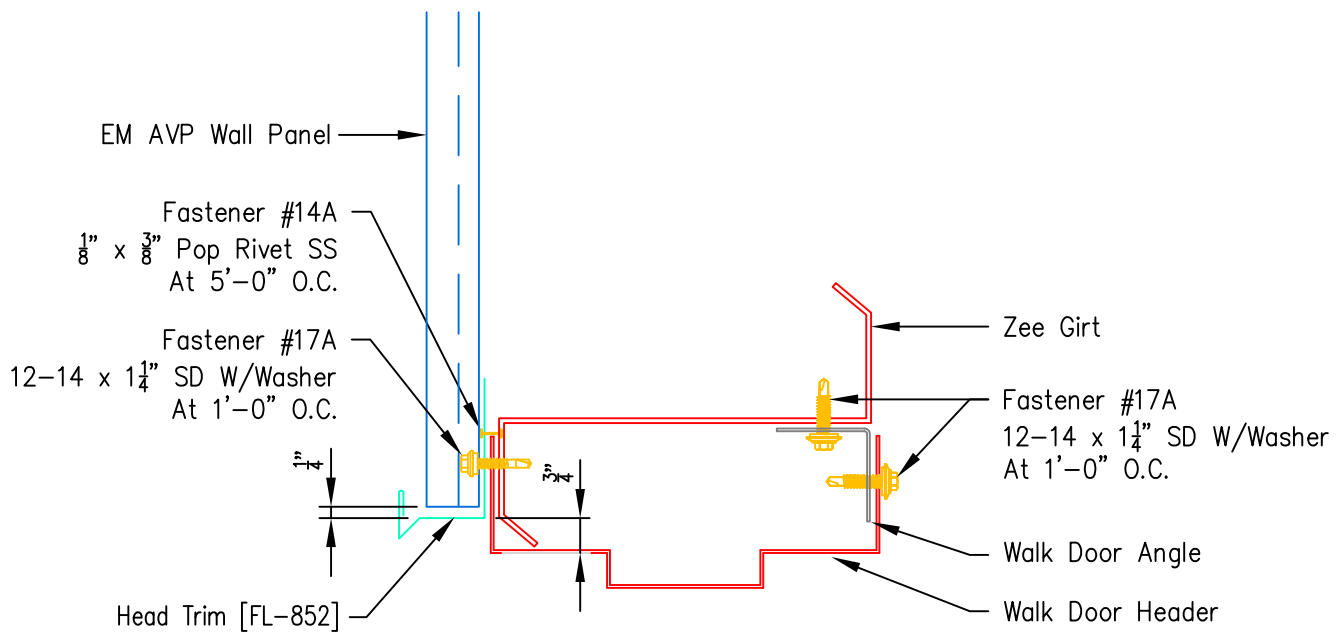 EM AVP Wall Panel
Fastener #14A
1/8" x 3/8" Pop Rivet SS
At 5'-0" O.C.
Fastener #17A
12-14 x 1 1/4" SD W/Washer
At 1'-0" O.C.
1/4"
3/4"
Head Trim [FL-852]
Zee Girt
Fastener #17A
12-14 x 1 1/4" SD W/Washer
At 1'-0" O.C.
Walk Door Angle
Walk Door Header